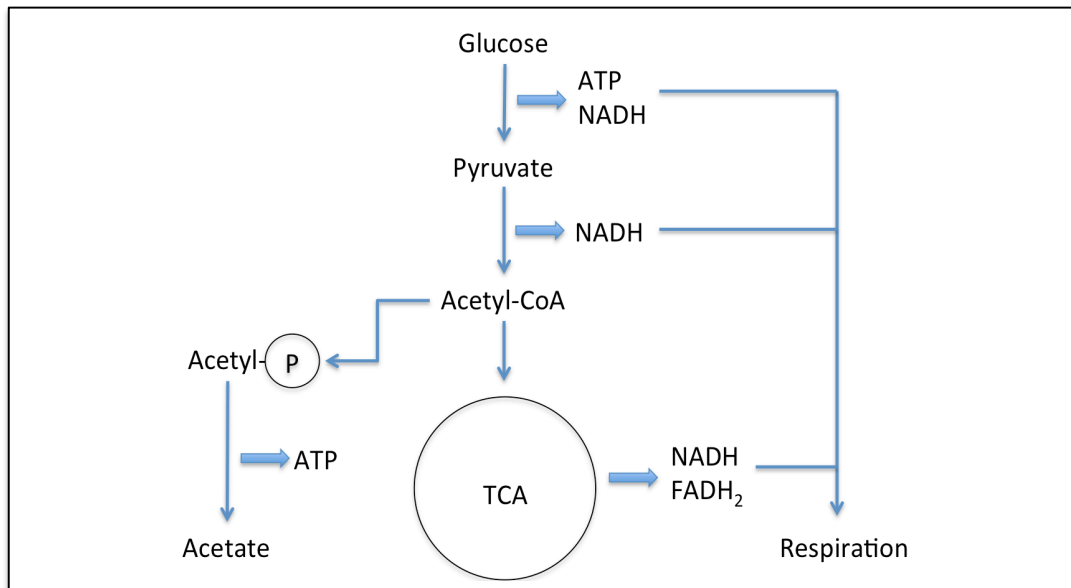 Glucose
ATP
NADH
Pyruvate
NADH
Acetyl-CoA
Acetyl-P
ATP
TCA
NADH
FADH₂
Acetate
Respiration